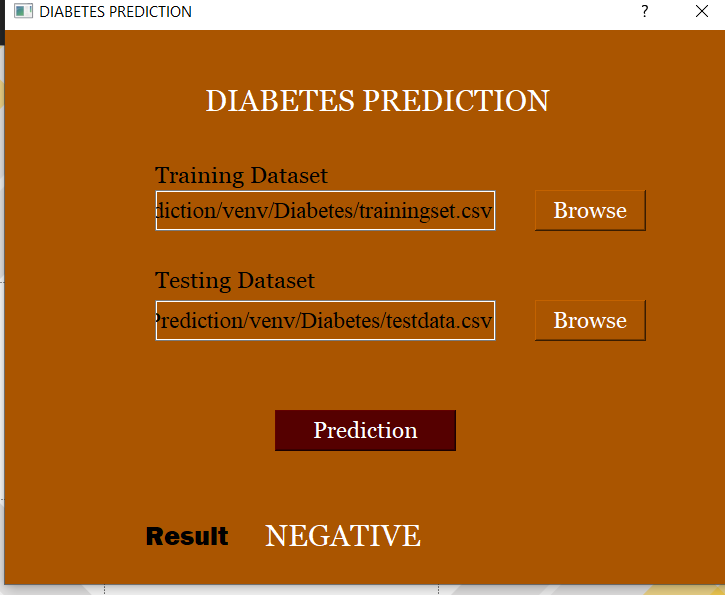 DIABETES PREDICTION
?
DIABETES PREDICTION
Training Dataset
diction/venv/Diabetes/trainingset.csv
Browse
Testing Dataset
Prediction/venv/Diabetes/testdata.csv
Browse
Prediction
Result NEGATIVE